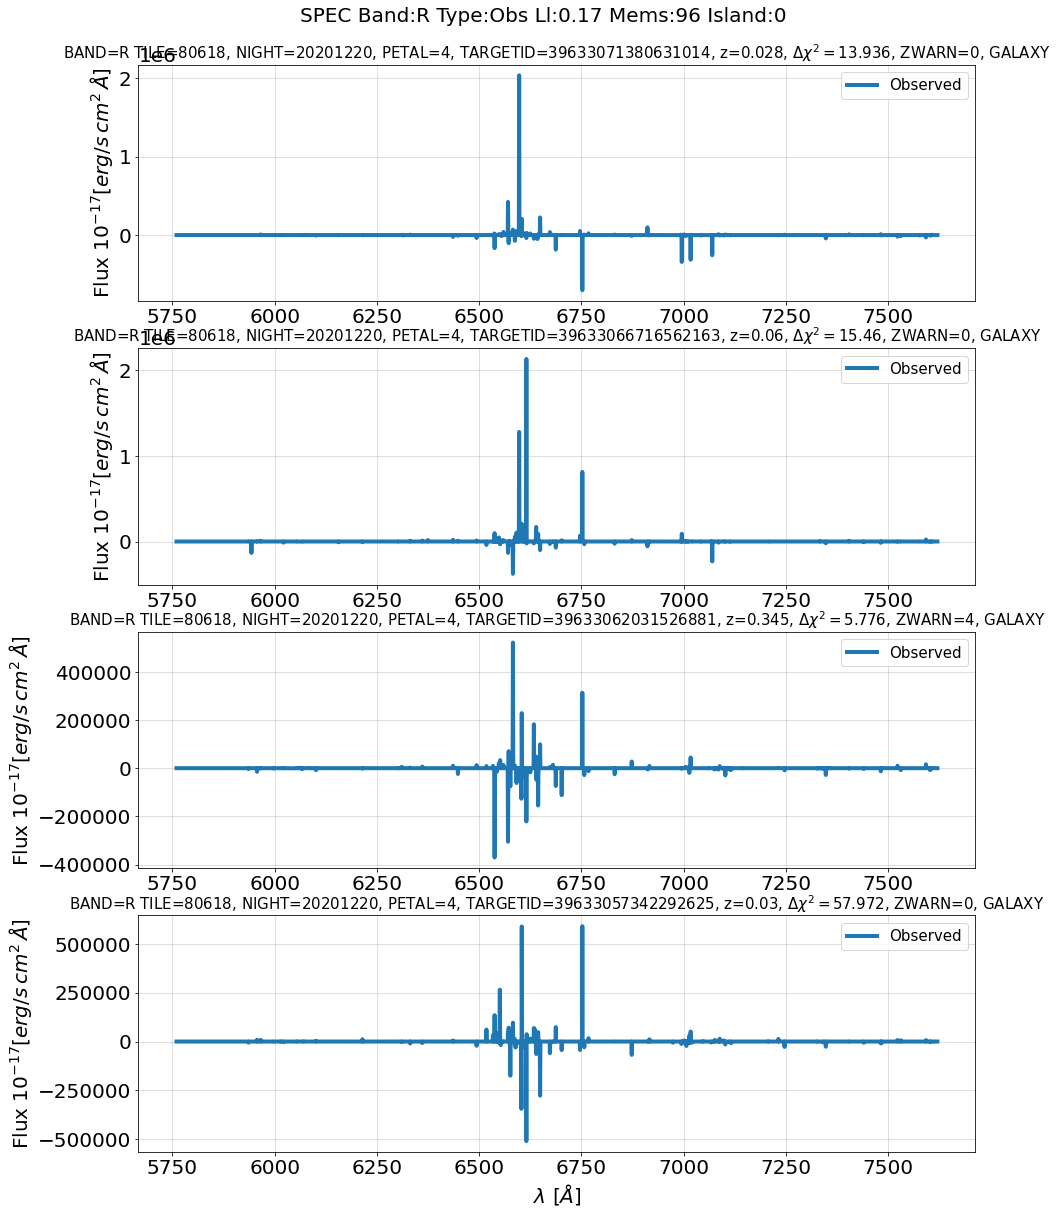 SPEC Band:R Type:Obs Ll:0.17 Mems:96 Island:0
BAND=R TILE=80618, NIGHT=20201220, PETAL=4, TARGETID=39633071380631014, z=0.028, Δχ² = 13.936, ZWARN=0, GALAXY
1e6
Observed
2
1
0
Flux 10⁻¹⁷[erg/s cm² Å]
5750 6000 6250 6500 6750 7000 7250 7500
BAND=R TILE=80618, NIGHT=20201220, PETAL=4, TARGETID=39633066716562163, z=0.06, Δχ² = 15.46, ZWARN=0, GALAXY
1e6
Observed
2
1
0
Flux 10⁻¹⁷[erg/s cm² Å]
5750 6000 6250 6500 6750 7000 7250 7500
BAND=R TILE=80618, NIGHT=20201220, PETAL=4, TARGETID=39633062031526881, z=0.345, Δχ² = 5.776, ZWARN=4, GALAXY
Observed
400000
200000
0
−200000
−400000
Flux 10⁻¹⁷[erg/s cm² Å]
5750 6000 6250 6500 6750 7000 7250 7500
BAND=R TILE=80618, NIGHT=20201220, PETAL=4, TARGETID=39633057342292625, z=0.03, Δχ² = 57.972, ZWARN=0, GALAXY
Observed
500000
250000
0
−250000
−500000
Flux 10⁻¹⁷[erg/s cm² Å]
5750 6000 6250 6500 6750 7000 7250 7500
λ [Å]